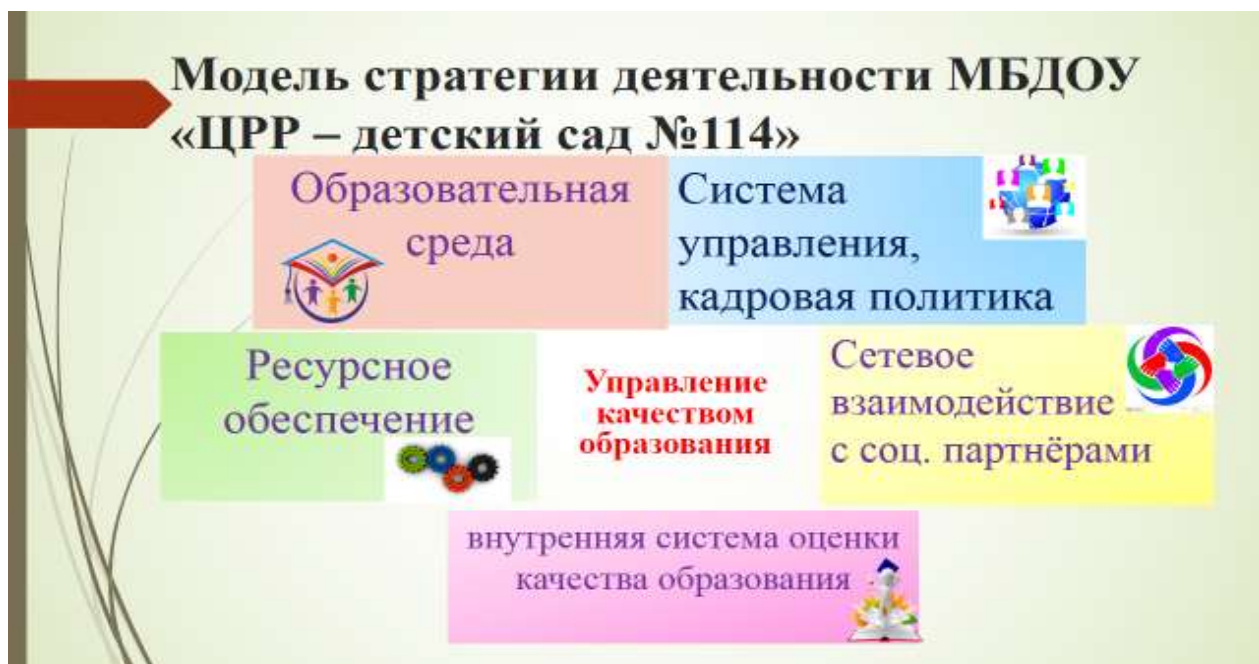 Модель стратегии деятельности МБДОУ
«ЦРР – детский сад №114»
Образовательная
среда
Система
управления,
кадровая политика
Ресурсное
обеспечение
Управление
качеством
образования
Сетевое
взаимодействие
с соц. партнёрами
внутренняя система оценки
качества образования